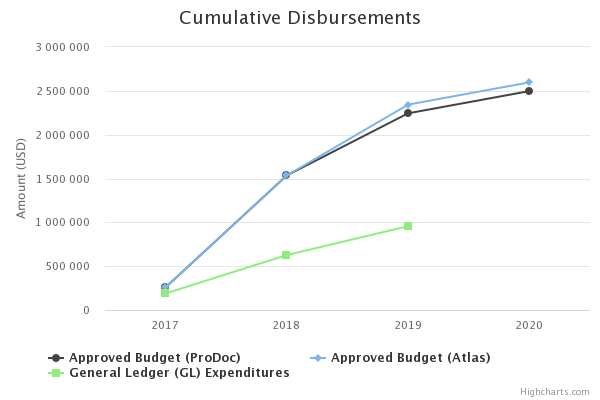 Cumulative Disbursements
3 000 000
2 500 000
2 000 000
1 500 000
1 000 000
500 000
0
Amount (USD)
2017 2018 2019 2020
Approved Budget (ProDoc) Approved Budget (Atlas)
General Ledger (GL) Expenditures
Highcharts.com